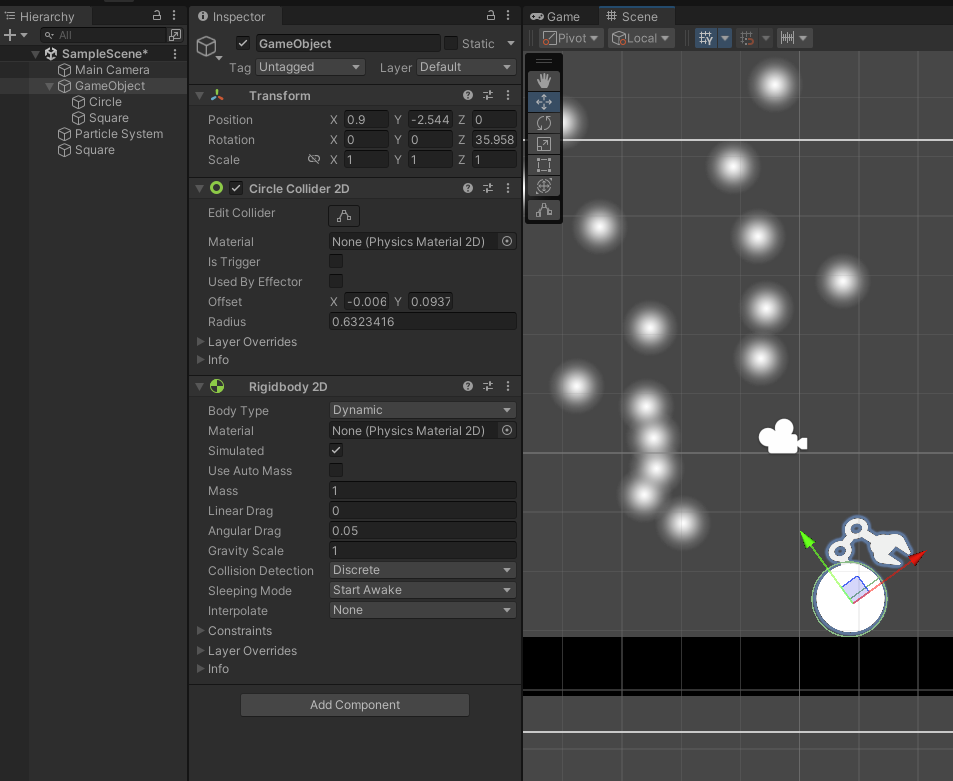 Hierarchy
All
SampleScene*
Main Camera
GameObject
Circle
Square
Particle System
Square
Inspector
GameObject
Static
Tag Untagged Layer Default
Transform
Position X 0.9 Y -2.544 Z 0
Rotation X 0 Y 0 Z 35.958
Scale X 1 Y 1 Z 1
Circle Collider 2D
Edit Collider
Material None (Physics Material 2D)
Is Trigger
Used By Effector
Offset X -0.006 Y 0.0937
Radius 0.6323416
Layer Overrides
Info
Rigidbody 2D
Body Type Dynamic
Material None (Physics Material 2D)
Simulated
Use Auto Mass
Mass 1
Linear Drag 0
Angular Drag 0.05
Gravity Scale 1
Collision Detection Discrete
Sleeping Mode Start Awake
Interpolate None
Constraints
Layer Overrides
Info
Add Component
Game Scene
Pivot Local